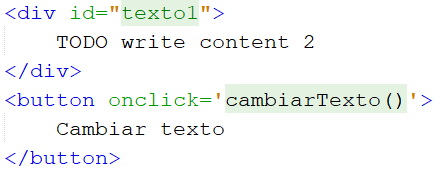 <div id="texto1">
TODO write content 2
</div>
<button onclick='cambiarTexto()'>
Cambiar texto
</button>